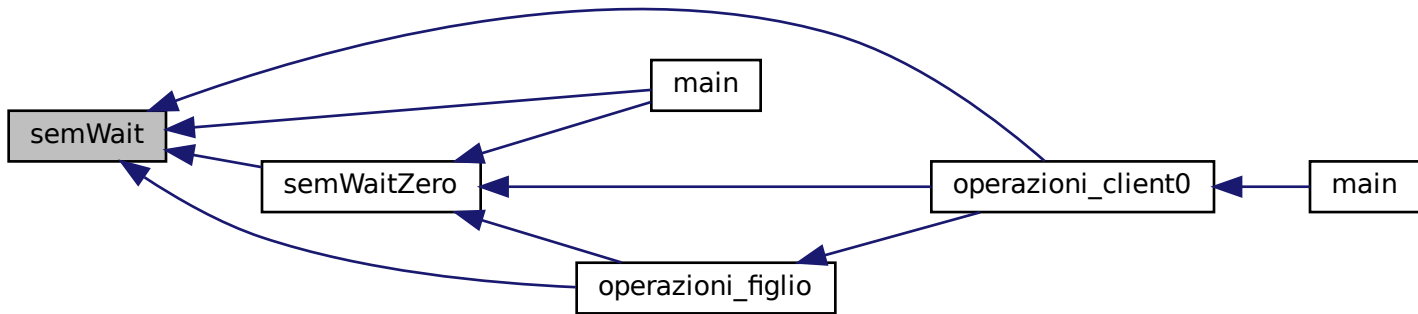 semWait
main
semWaitZero
operazioni_client0
main
operazioni_figlio